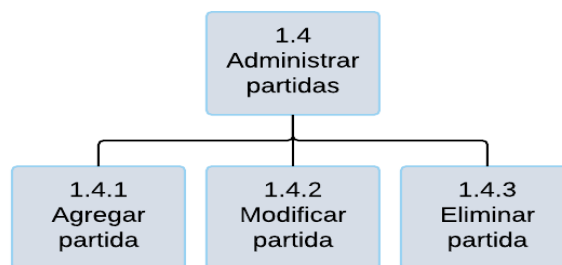 1.4
Administrar
partidas
1.4.1
Agregar
partida
1.4.2
Modificar
partida
1.4.3
Eliminar
partida